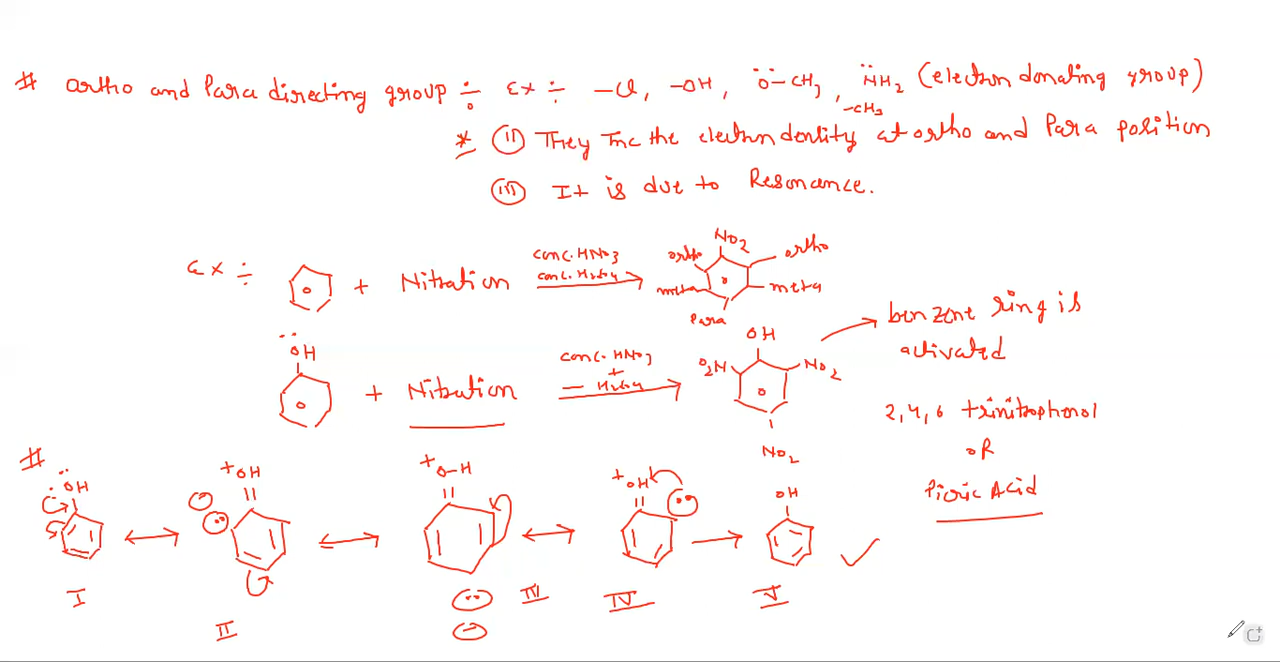 # Ortho and Para directing group ÷ Ex ÷ -Cl, -OH, Ö-CH3, N̈H2 (electron donating group)
-CH3
* (ii) They Inc the electron density at ortho and Para position
(iii) It is due to Resonance.
Ex ÷ + Nitration conc. HNO3 conc. H2SO4 NO2 ortho ortho meta meta Para
ÖH + Nitration conc. HNO3 + H2SO4 OH O2N NO2 NO2
benzene ring is
activated
2,4,6 trinitrophenol
OR
Picric Acid
# :ÖH +OH +O-H +OH OH
I II III IV V